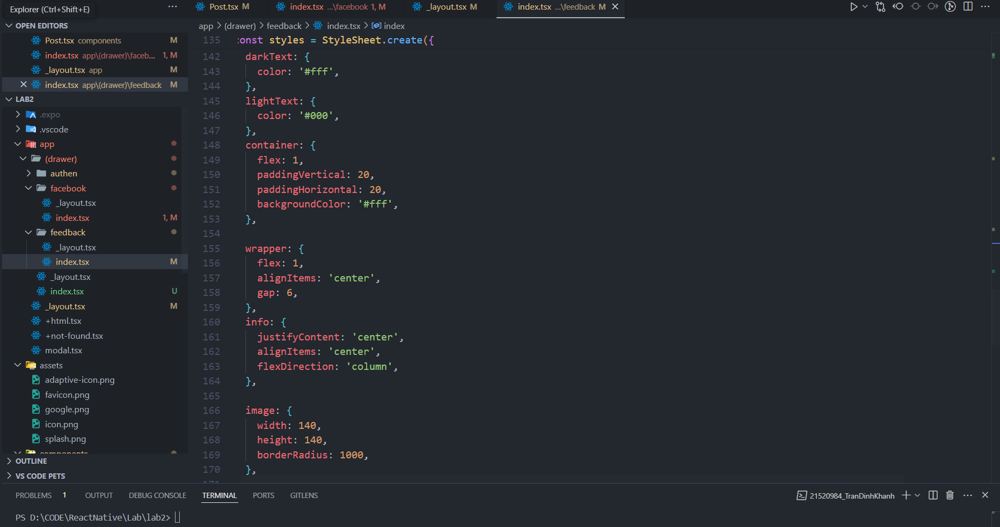 Explorer (Ctrl+Shift+E)
Post.tsx M
index.tsx ...\facebook 1, M
_layout.tsx M
index.tsx ...\feedback M
OPEN EDITORS
Post.tsx components M
index.tsx app\(drawer)\faceb... 1, M
_layout.tsx app M
index.tsx app\(drawer)\feedback M
LAB2
.expo
.vscode
app
(drawer)
authen
facebook
_layout.tsx
index.tsx 1, M
feedback
_layout.tsx
index.tsx M
_layout.tsx
index.tsx U
_layout.tsx M
+html.tsx
+not-found.tsx
modal.tsx
assets
adaptive-icon.png
favicon.png
google.png
icon.png
splash.png
components
OUTLINE
VS CODE PETS
app > (drawer) > feedback > index.tsx > index
135 const styles = StyleSheet.create({
142 darkText: {
143 color: '#fff',
144 },
145 lightText: {
146 color: '#000',
147 },
148 container: {
149 flex: 1,
150 paddingVertical: 20,
151 paddingHorizontal: 20,
152 backgroundColor: '#fff',
153 },
154
155 wrapper: {
156 flex: 1,
157 alignItems: 'center',
158 gap: 6,
159 },
160 info: {
161 justifyContent: 'center',
162 alignItems: 'center',
163 flexDirection: 'column',
164 },
165
166 image: {
167 width: 140,
168 height: 140,
169 borderRadius: 1000,
170 },
171
PROBLEMS 1 OUTPUT DEBUG CONSOLE TERMINAL PORTS GITLENS
21520984_TranDinhKhanh
PS D:\CODE\ReactNative\Lab\lab2>